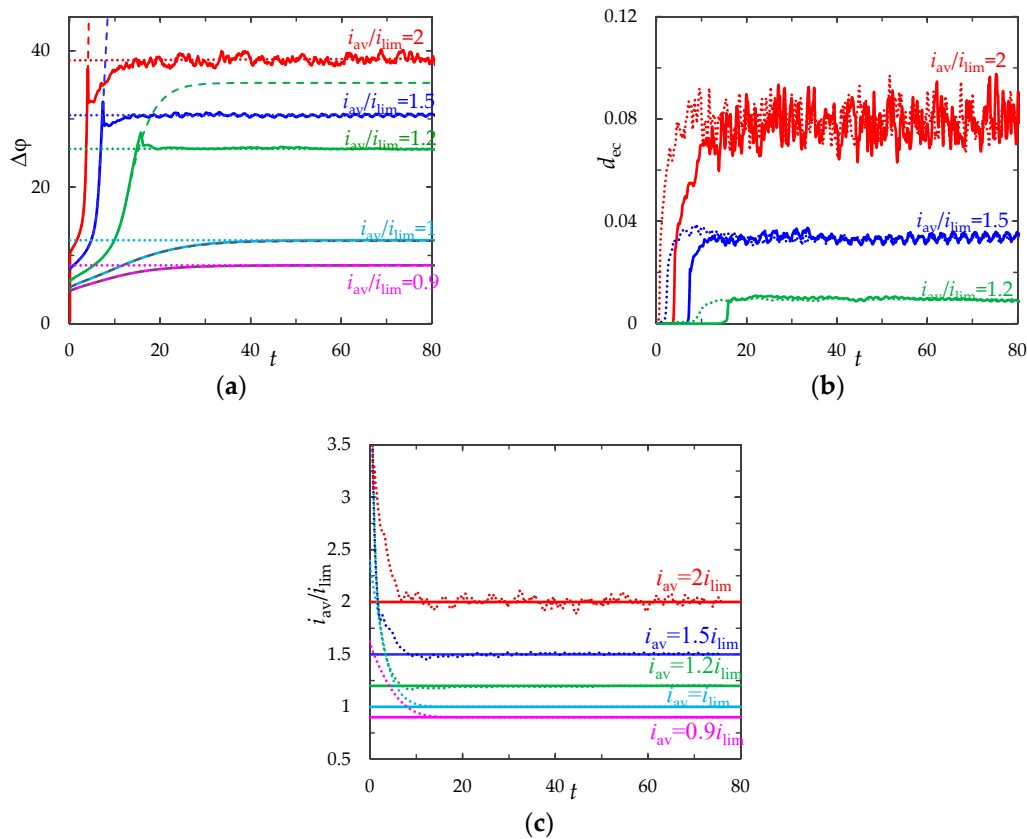 40
20
0
Δφ
0 20 40 60 80
t
i_av/i_lim=2
i_av/i_lim=1.5
i_av/i_lim=1.2
i_av/i_lim=1
i_av/i_lim=0.9
(a)
0.12
0.08
0.04
0
d_ec
0 20 40 60 80
t
i_av/i_lim=2
i_av/i_lim=1.5
i_av/i_lim=1.2
(b)
3.5
3
2.5
2
1.5
1
0.5
i_av/i_lim
0 20 40 60 80
t
i_av=2i_lim
i_av=1.5i_lim
i_av=1.2i_lim
i_av=i_lim
i_av=0.9i_lim
(c)